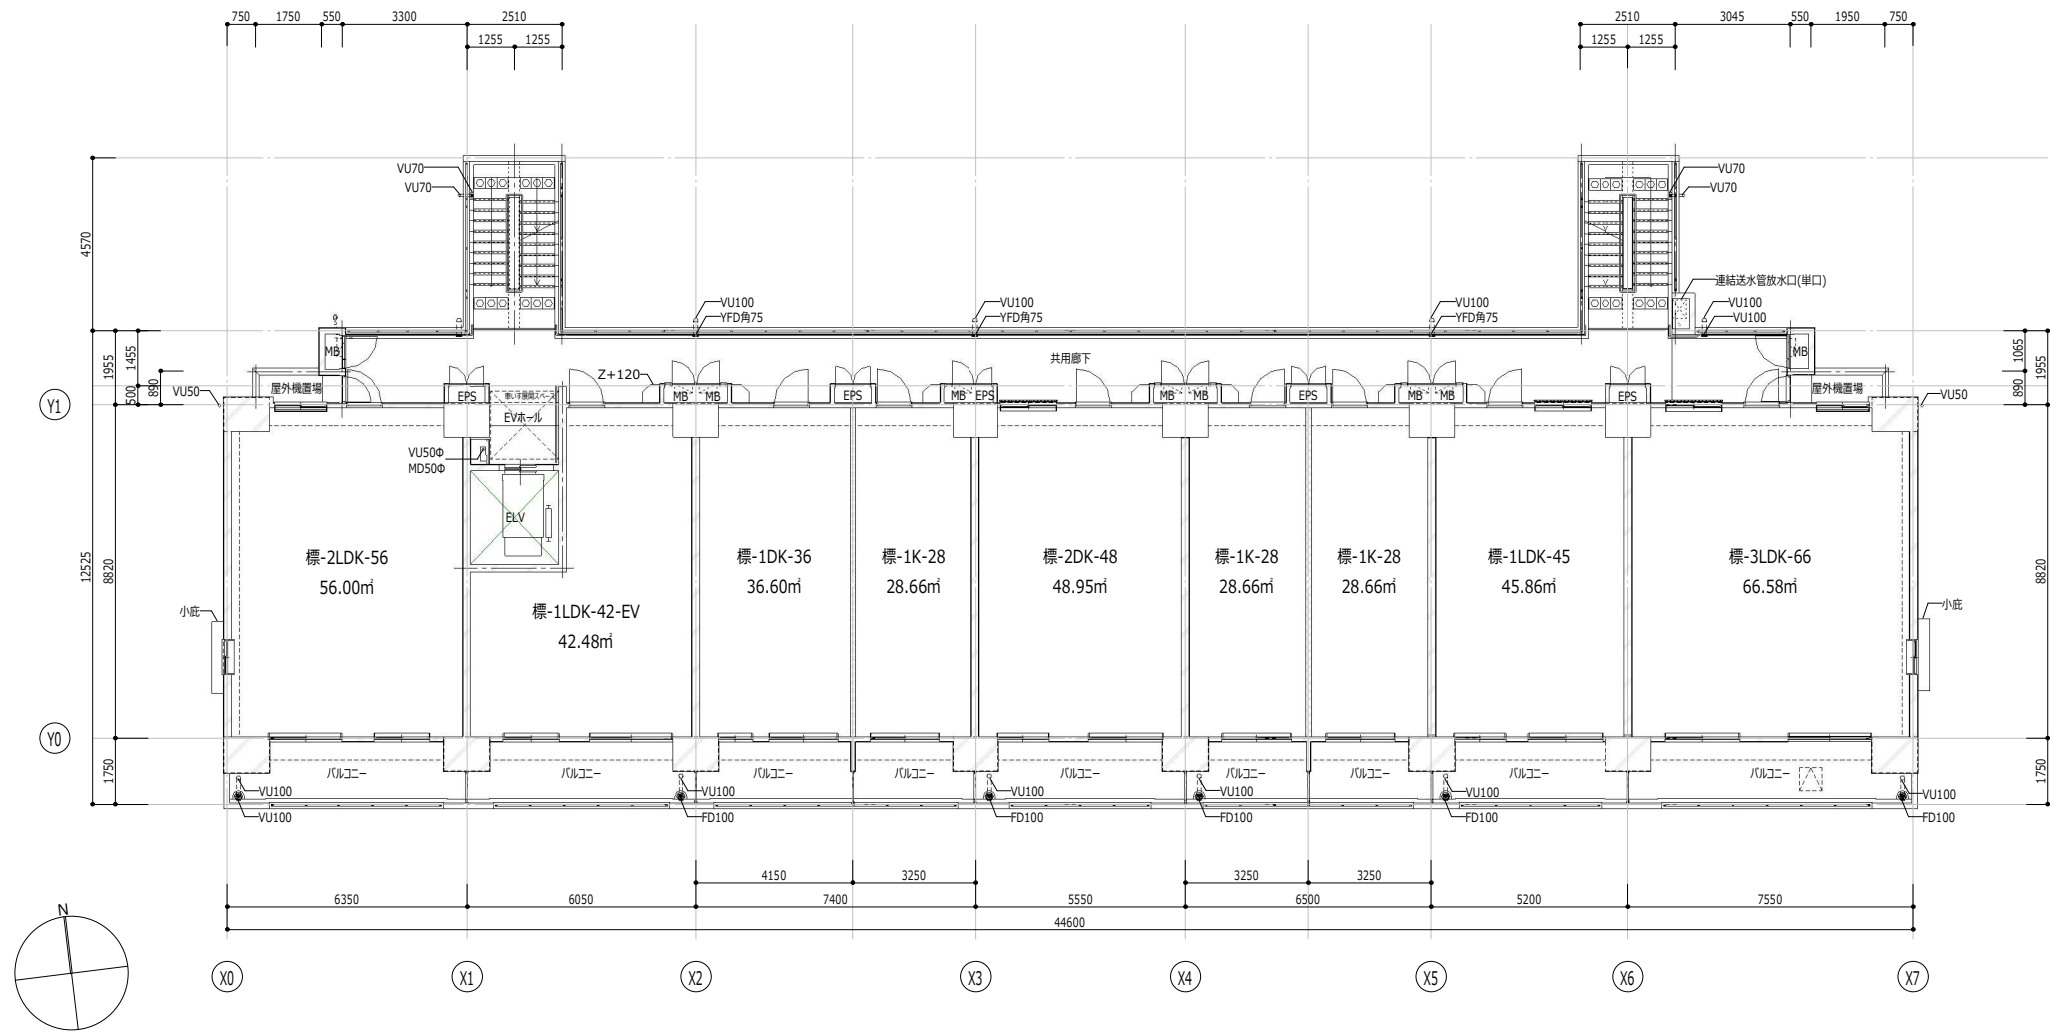 750 1750 550 3300 2510
1255 1255
2510 3045 550 1950 750
1255 1255
VU70
VU70
VU70
VU70
4570
連結送水管放水口(単口)
VU100
YFD角75
VU100
YFD角75
VU100
YFD角75
VU100
VU100
1955
1455
500
890
MB
共用廊下
MB
1065
890
1955
Z+120
屋外機置場
屋外機置場
VU50
VU50
EPS
車いす展開スペース
MB MB
EPS
MB EPS
MB MB
EPS
MB MB
EPS
Y1
EVホール
VU50Φ
MD50Φ
ELV
12525
8820
8820
標-2LDK-56
56.00㎡
標-1LDK-42-EV
42.48㎡
標-1DK-36
36.60㎡
標-1K-28
28.66㎡
標-2DK-48
48.95㎡
標-1K-28
28.66㎡
標-1K-28
28.66㎡
標-1LDK-45
45.86㎡
標-3LDK-66
66.58㎡
小庇
小庇
Y0
1750
1750
バルコニー
バルコニー
バルコニー
バルコニー
バルコニー
バルコニー
バルコニー
バルコニー
バルコニー
VU100
VU100
VU100
FD100
VU100
FD100
VU100
FD100
VU100
FD100
VU100
FD100
4150 3250 3250 3250
6350 6050 7400 5550 6500 5200 7550
44600
N
X0 X1 X2 X3 X4 X5 X6 X7